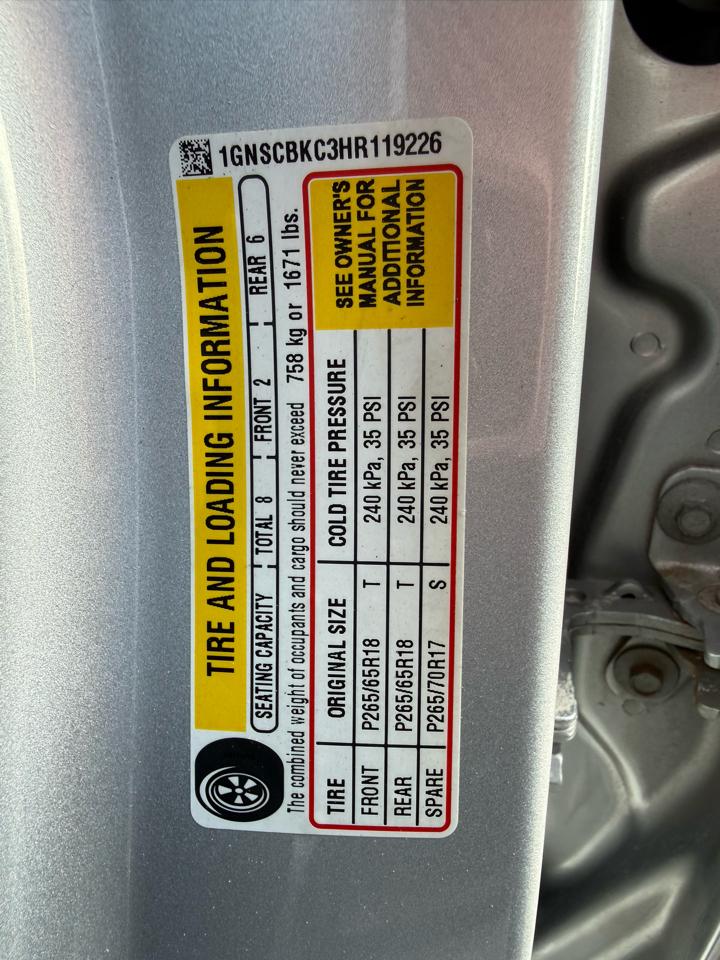 1GNSCBKC3HR119226
TIRE AND LOADING INFORMATION
SEATING CAPACITY TOTAL 8 FRONT 2 REAR 6
The combined weight of occupants and cargo should never exceed 758 kg or 1671 lbs.
TIRE ORIGINAL SIZE COLD TIRE PRESSURE
FRONT P265/65R18 T 240 kPa, 35 PSI
REAR P265/65R18 T 240 kPa, 35 PSI
SPARE P265/70R17 S 240 kPa, 35 PSI
SEE OWNER'S
MANUAL FOR
ADDITIONAL
INFORMATION